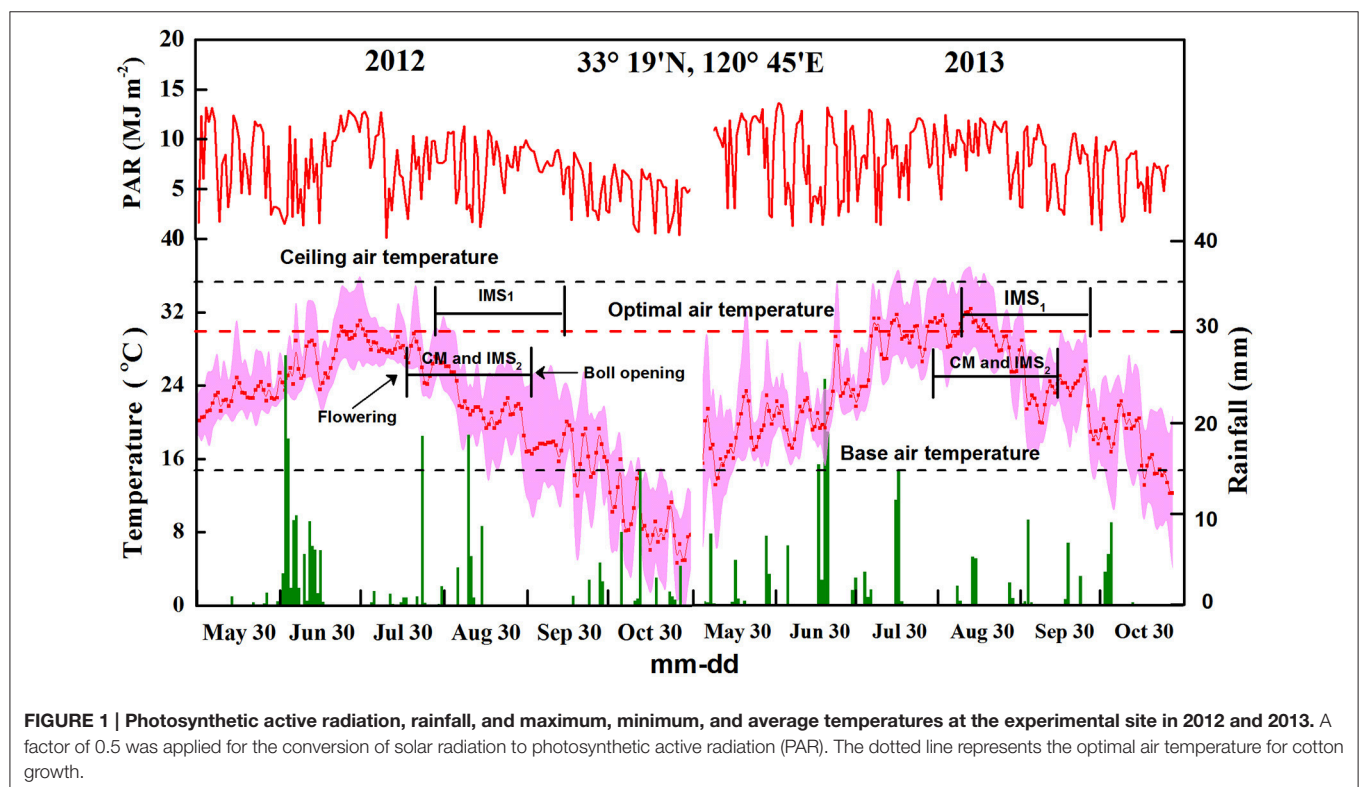 20
2012
33° 19'N, 120° 45'E
2013
15
10
5
40
PAR (MJ m-2)
40
Ceiling air temperature
32
IMS1
Optimal air temperature
IMS1
30
24
CM and IMS2
Boll opening
CM and IMS2
Flowering
20
16
Base air temperature
10
8
0
0
Temperature ( °C)
Rainfall (mm)
May 30 Jun 30 Jul 30 Aug 30 Sep 30 Oct 30 May 30 Jun 30 Jul 30 Aug 30 Sep 30 Oct 30
mm-dd
FIGURE 1 | Photosynthetic active radiation, rainfall, and maximum, minimum, and average temperatures at the experimental site in 2012 and 2013. A
factor of 0.5 was applied for the conversion of solar radiation to photosynthetic active radiation (PAR). The dotted line represents the optimal air temperature for cotton
growth.